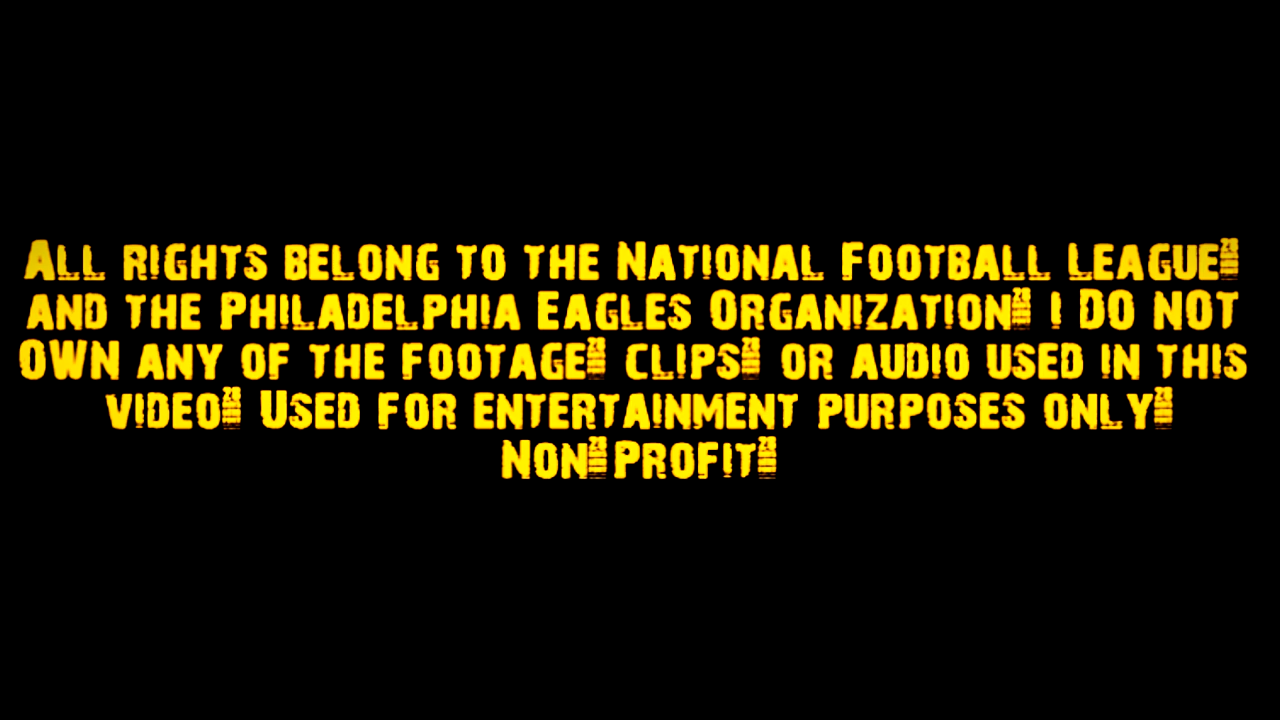 All rights belong to the National Football League
and the Philadelphia Eagles Organization I do not
own any of the footage clips or audio used in this
video Used for entertainment purposes only
Non Profit